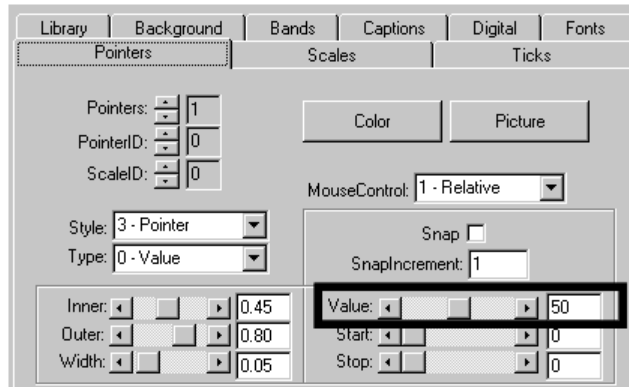 Library Background Bands Captions Digital Fonts
Pointers Scales Ticks
Pointers: 1
PointerID: 0
ScaleID: 0
Color Picture
MouseControl: 1 - Relative
Style: 3 - Pointer
Type: 0 - Value
Snap
SnapIncrement: 1
Inner: 0.45
Outer: 0.80
Width: 0.05
Value: 50
Start: 0
Stop: 0